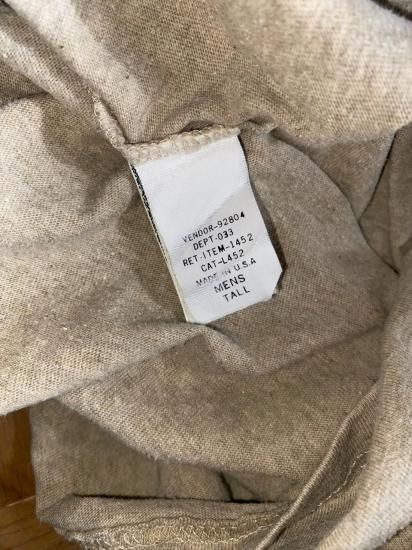 VENDOR-92804
DEPT-033
RET-ITEM-1452
CAT-L452
MADE IN U.S.A
MENS
TALL